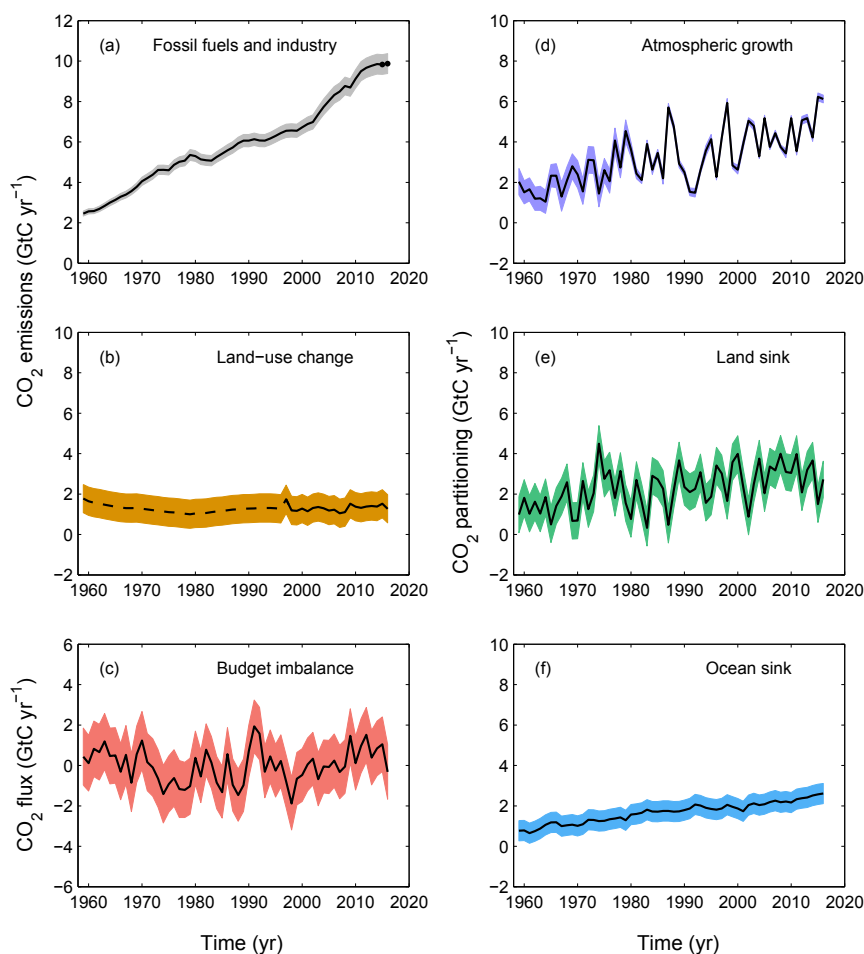 CO₂ emissions (GtC yr⁻¹)
12
10
8
6
4
2
0
(a) Fossil fuels and industry
1960 1970 1980 1990 2000 2010 2020
10
8
6
4
2
0
−2
(d) Atmospheric growth
1960 1970 1980 1990 2000 2010 2020
10
8
6
4
2
0
−2
(b) Land−use change
1960 1970 1980 1990 2000 2010 2020
CO₂ partitioning (GtC yr⁻¹)
10
8
6
4
2
0
−2
(e) Land sink
1960 1970 1980 1990 2000 2010 2020
CO₂ flux (GtC yr⁻¹)
6
4
2
0
−2
−4
−6
(c) Budget imbalance
1960 1970 1980 1990 2000 2010 2020
Time (yr)
10
8
6
4
2
0
−2
(f) Ocean sink
1960 1970 1980 1990 2000 2010 2020
Time (yr)